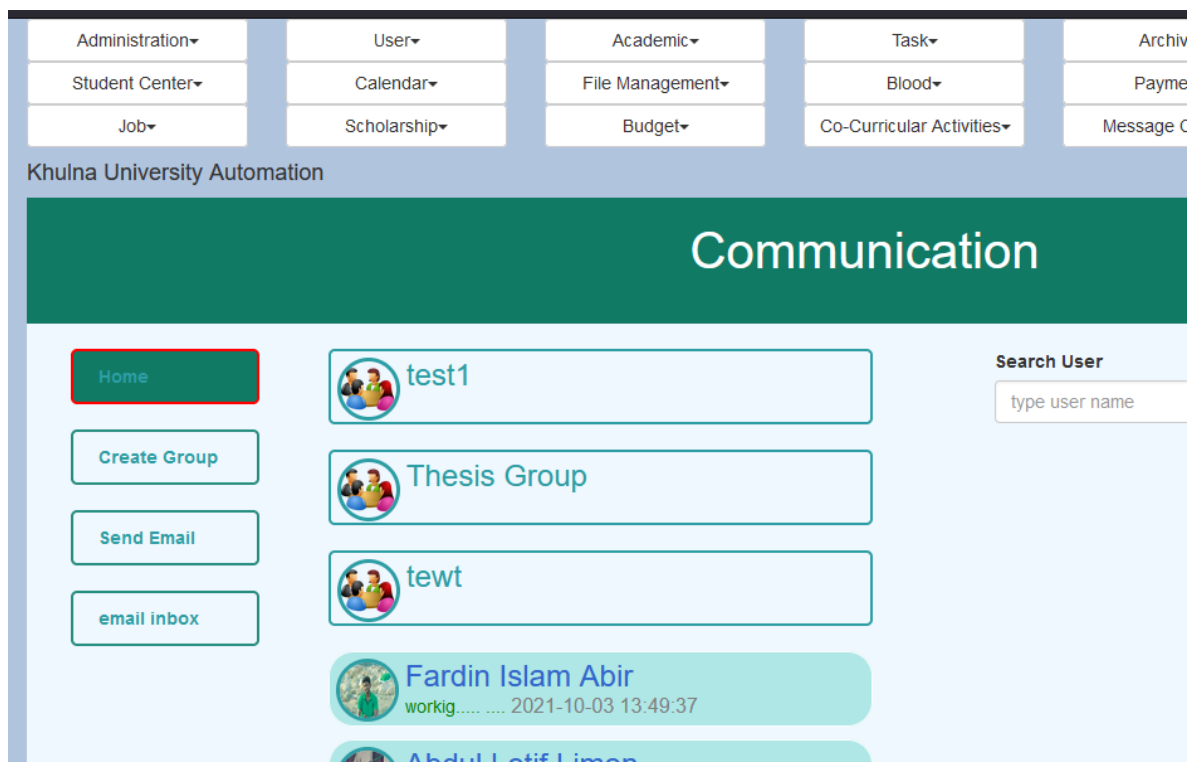 Administration User Academic Task Archiv
Student Center Calendar File Management Blood Payme
Job Scholarship Budget Co-Curricular Activities Message
Khulna University Automation
Communication
Home
Create Group
Send Email
email inbox
test1
Thesis Group
tewt
Fardin Islam Abir
workig..... .... 2021-10-03 13:49:37
Search User
type user name